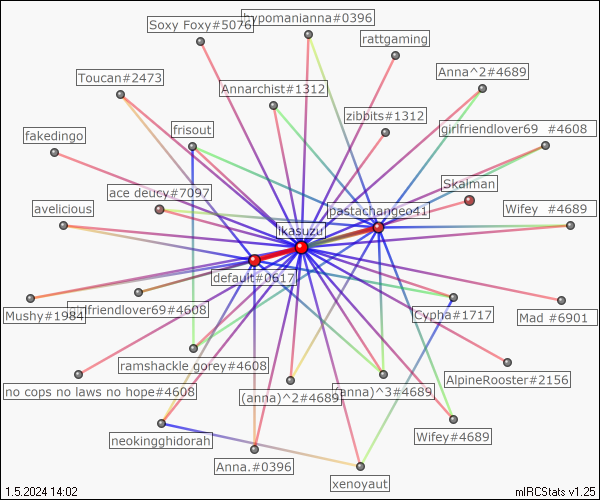 Soxy Foxy#5076
hypomanianna#0396
rattgaming
Toucan#2473
Anna^2#4689
Annarchist#1312
zibbits#1312
fakedingo
frisout
girlfriendlover69 #4608
ace deucy#7097
Skalman
avelicious
pastachangeo41
Wifey #4689
ikasuzu
default#0617
Mushy#1984
girlfriendlover69#4608
Cypha#1717
Mad #6901
ramshackle gorey#4608
AlpineRooster#2156
no cops no laws no hope#4608
(anna)^2#4689
(anna)^3#4689
neokingghidorah
Wifey#4689
Anna.#0396
xenoyaut
1.5.2024 14:02
mIRCStats v1.25